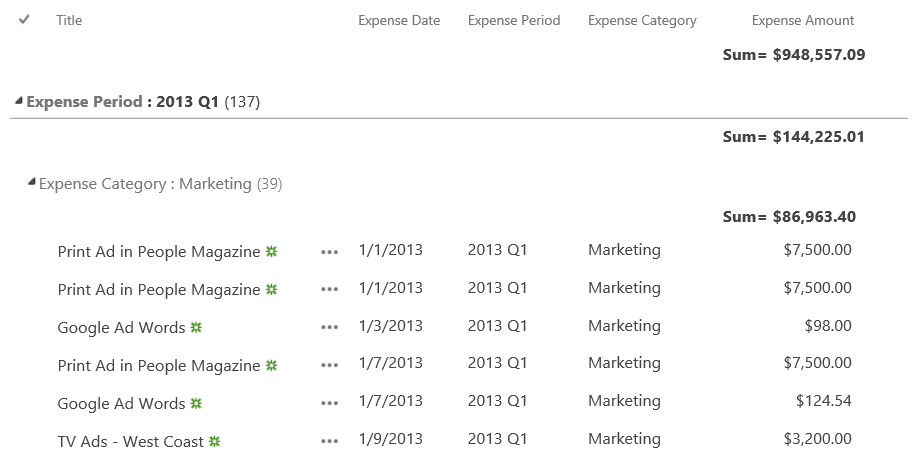 Title Expense Date Expense Period Expense Category Expense Amount
Sum= $948,557.09
Expense Period : 2013 Q1 (137)
Sum= $144,225.01
Expense Category : Marketing (39)
Sum= $86,963.40
Print Ad in People Magazine ••• 1/1/2013 2013 Q1 Marketing $7,500.00
Print Ad in People Magazine ••• 1/1/2013 2013 Q1 Marketing $7,500.00
Google Ad Words ••• 1/3/2013 2013 Q1 Marketing $98.00
Print Ad in People Magazine ••• 1/7/2013 2013 Q1 Marketing $7,500.00
Google Ad Words ••• 1/7/2013 2013 Q1 Marketing $124.54
TV Ads - West Coast ••• 1/9/2013 2013 Q1 Marketing $3,200.00